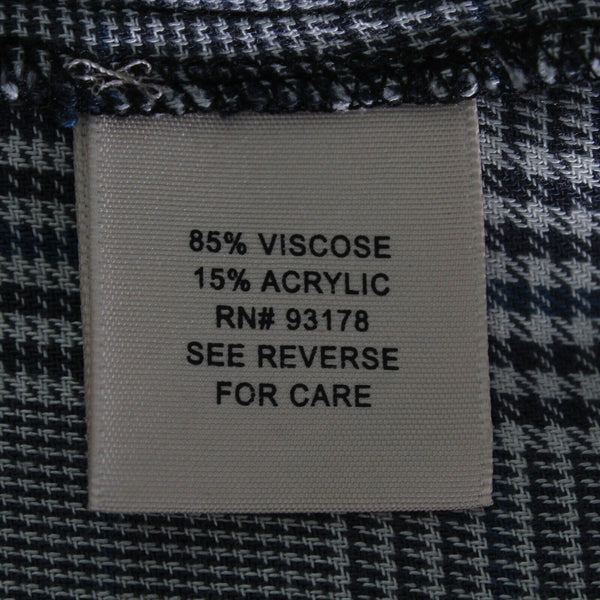 85% VISCOSE
15% ACRYLIC
RN# 93178
SEE REVERSE
FOR CARE